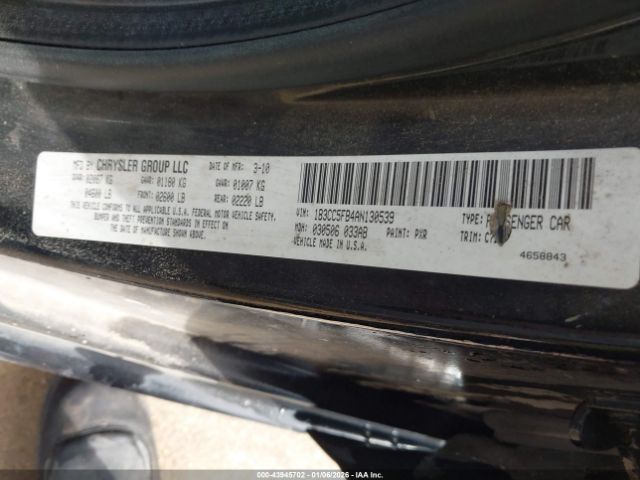 MFD BY CHRYSLER GROUP LLC DATE OF MFR: 3-10
GVWR: 02087 KG GAWR: 01180 KG GAWR: 01007 KG
04600 LB FRONT: 02600 LB REAR: 02220 LB
THIS VEHICLE CONFORMS TO ALL APPLICABLE
U.S.A. FEDERAL MOTOR VEHICLE SAFETY,
BUMPER, AND THEFT PREVENTION STANDARDS IN
EFFECT ON THE DATE OF MANUFACTURE SHOWN ABOVE.
VIN: 1B3CC5FB4AN130539 TYPE: PASSENGER CAR
MDH: 030506 033AB PAINT: PXR TRIM:
VEHICLE MADE IN U.S.A. 4658843
000-43945702 01/06/2026 - IAA Inc.